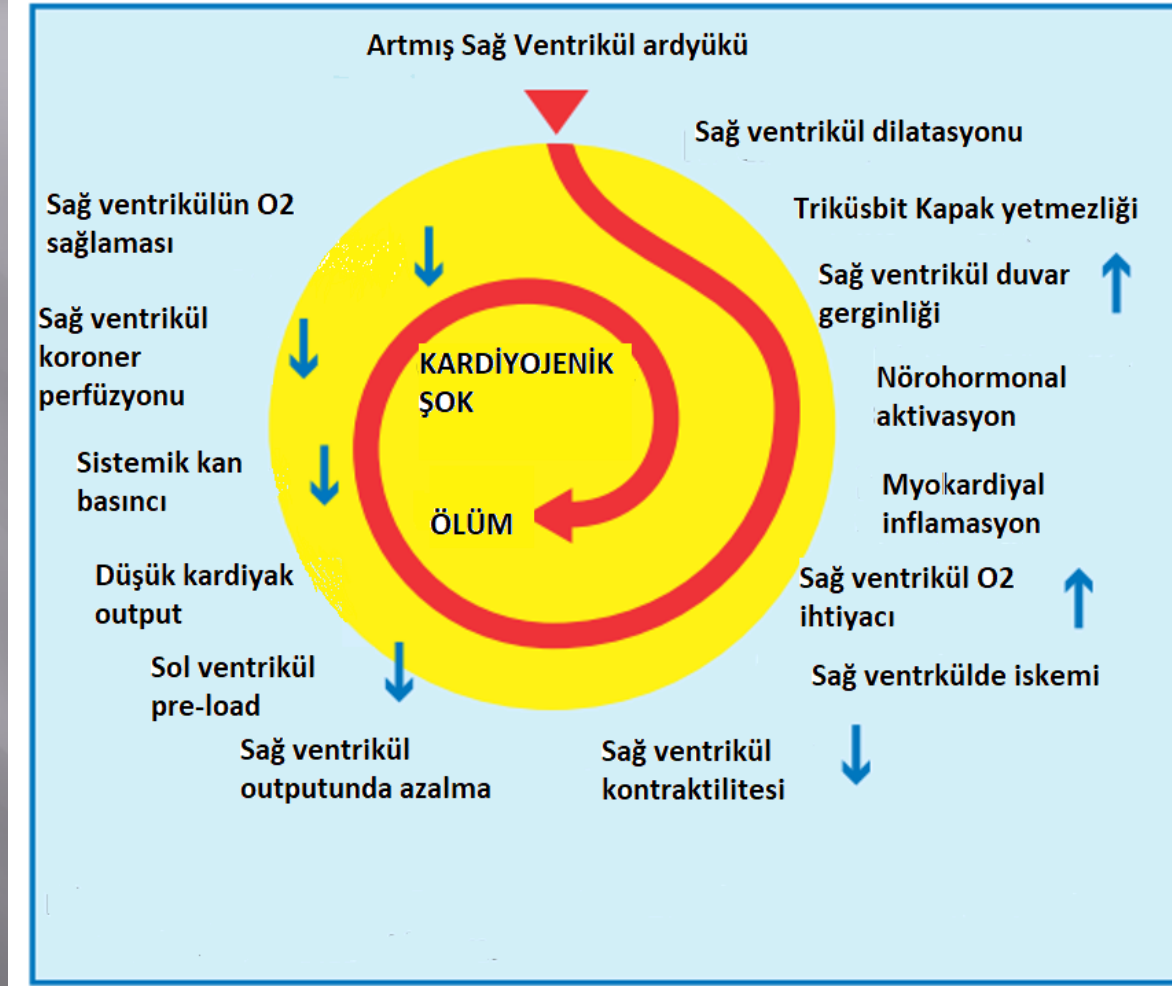 Artmış Sağ Ventrikül ardyükü
Sağ ventrikül dilatasyonu
Triküsbit Kapak yetmezliği
Sağ ventrikül duvar
gerginliği
Nörohormonal
aktivasyon
Myokardiyal
inflamasyon
Sağ ventrikül O2
ihtiyacı
Sağ ventrkülde iskemi
Sağ ventrikül
kontraktilitesi
Sağ ventrikül
outputunda azalma
Sol ventrikül
pre-load
Düşük kardiyak
output
Sistemik kan
basıncı
Sağ ventrikül
koroner
perfüzyonu
Sağ ventrikülün O2
sağlaması
KARDİYOJENİK
ŞOK
ÖLÜM